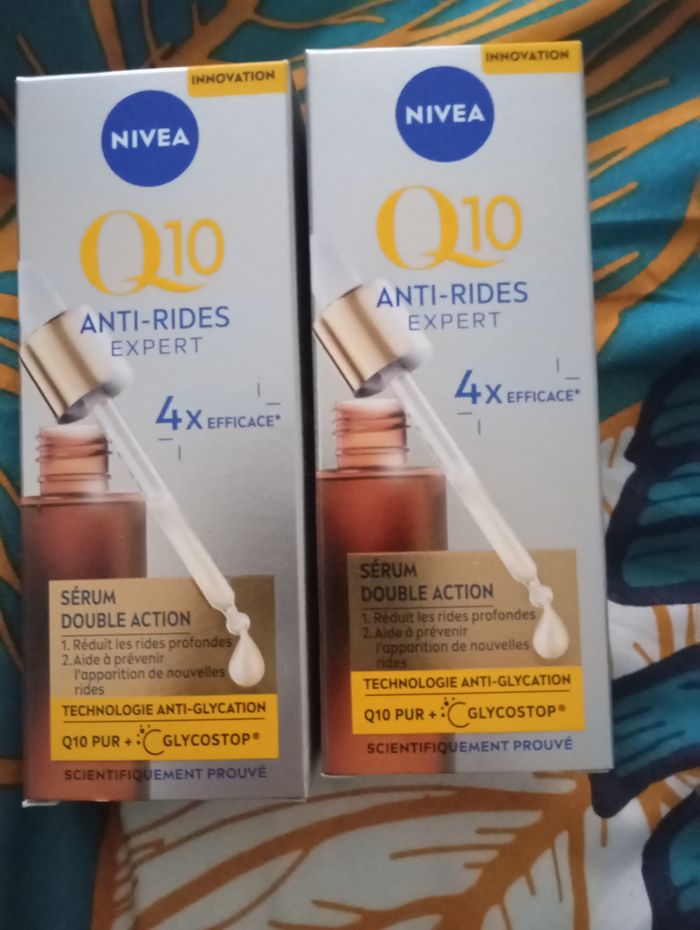 INNOVATION
NIVEA
Q10
ANTI-RIDES
EXPERT
4X EFFICACE*
SÉRUM
DOUBLE ACTION
1. Réduit les rides profondes
2. Aide à prévenir
l'apparition de nouvelles
rides
TECHNOLOGIE ANTI-GLYCATION
Q10 PUR + GLYCOSTOP®
SCIENTIFIQUEMENT PROUVÉ
INNOVATION
NIVEA
Q10
ANTI-RIDES
EXPERT
4X EFFICACE*
SÉRUM
DOUBLE ACTION
1. Réduit les rides profondes
2. Aide à prévenir
l'apparition de nouvelles
rides
TECHNOLOGIE ANTI-GLYCATION
Q10 PUR + GLYCOSTOP®
SCIENTIFIQUEMENT PROUVÉ